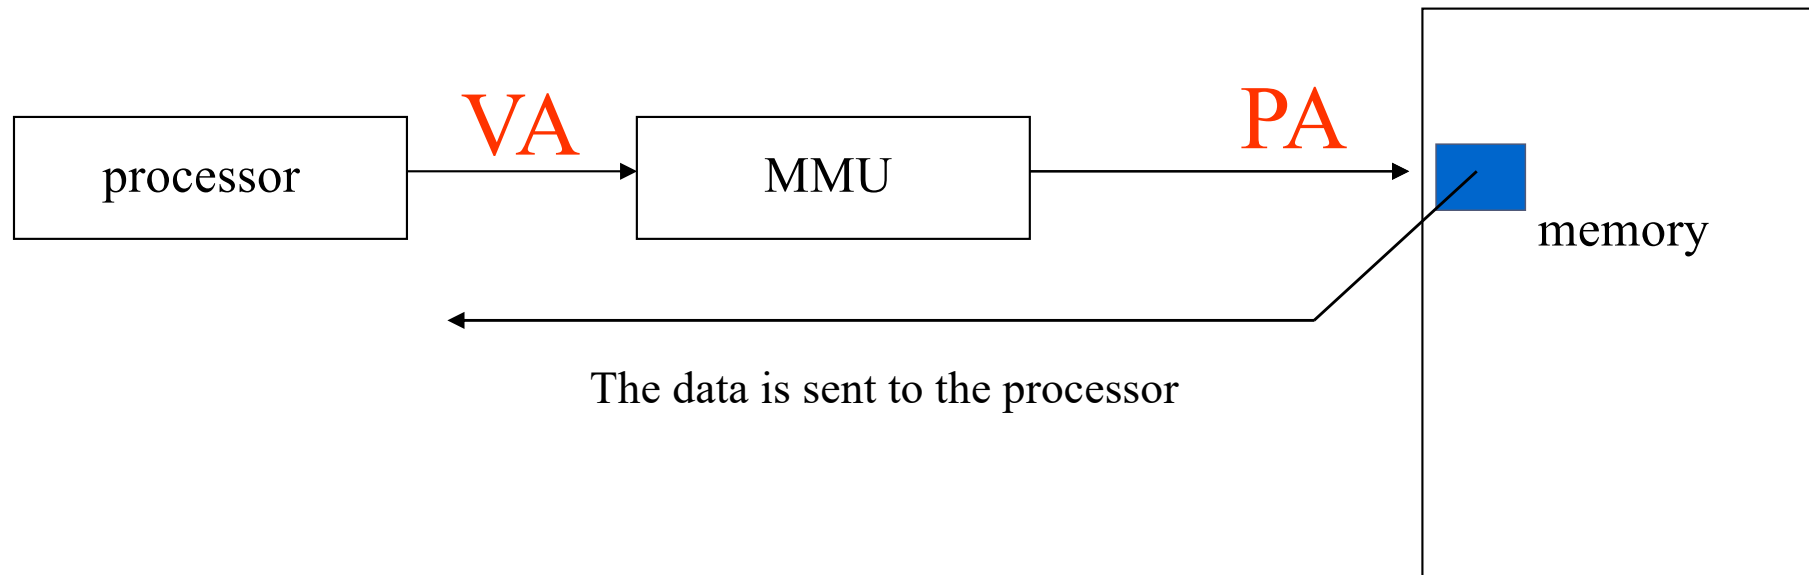 VA
PA
processor
MMU
memory
The data is sent to the processor